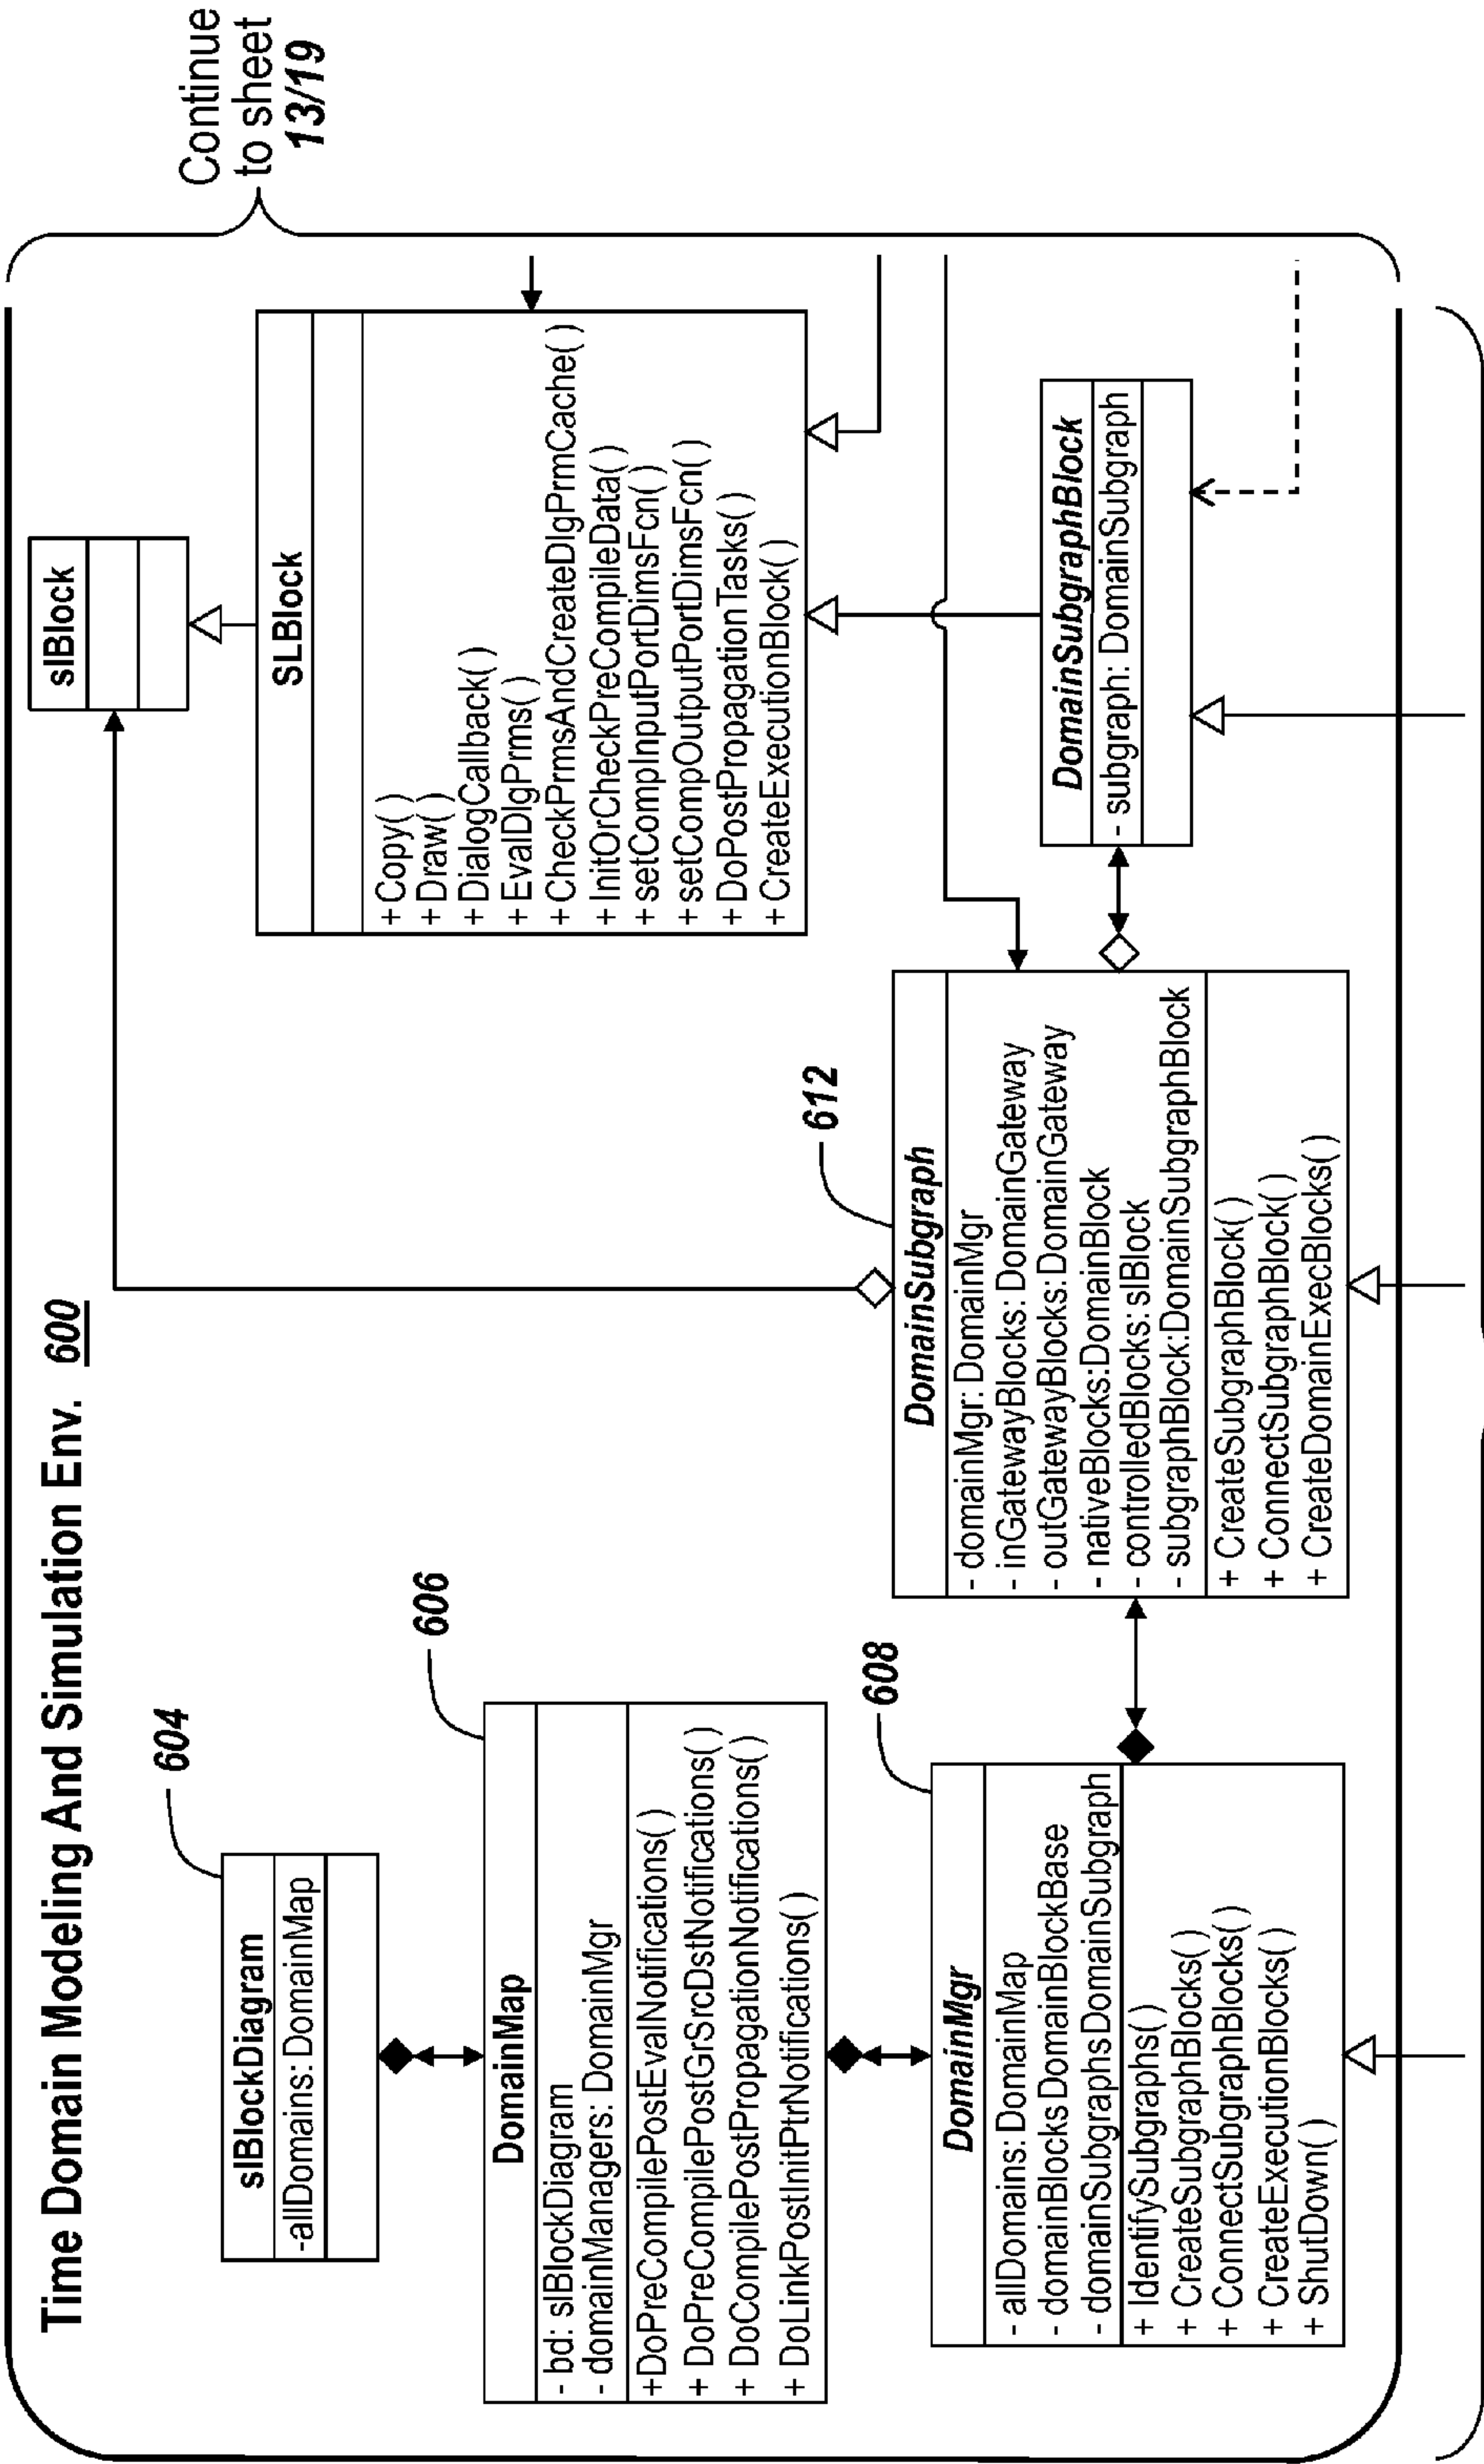 Time Domain Modeling And Simulation Env. 600
Continue
to sheet
13/19
604
slBlockDiagram
-allDomains: DomainMap
606
DomainMap
- bd: slBlockDiagram
- domainManagers: DomainMgr
+DoPreCompilePostEvalNotifications( )
+ DoPreCompilePostGrSrcDstNotifications( )
+ DoCompilePostPropagationNotifications( )
+ DoLinkPostInitPtrNotifications( )
608
DomainMgr
- allDomains: DomainMap
- domainBlocks DomainBlockBase
- domainSubgraphsDomainSubgraph
+ IdentifySubgraphs( )
+ CreateSubgraphBlocks( )
+ ConnectSubgraphBlocks( )
+ CreateExecutionBlocks( )
+ ShutDown( )
612
DomainSubgraph
- domainMgr: DomainMgr
- inGatewayBlocks: DomainGateway
- outGatewayBlocks: DomainGateway
- nativeBlocks:DomainBlock
- controlledBlocks: slBlock
- subgraphBlock:DomainSubgraphBlock
+ CreateSubgraphBlock( )
+ ConnectSubgraphBlock( )
+ CreateDomainExecBlocks( )
slBlock
SLBlock
+ Copy( )
+ Draw( )
+ DialogCallback( )
+ EvalDlgPrms( )
+ CheckPrmsAndCreateDlgPrmCache( )
+ InitOrCheckPreCompileData( )
+ setCompInputPortDimsFcn( )
+ setCompOutputPortDimsFcn( )
+ DoPostPropagationTasks( )
+ CreateExecutionBlock( )
DomainSubgraphBlock
- subgraph: DomainSubgraph